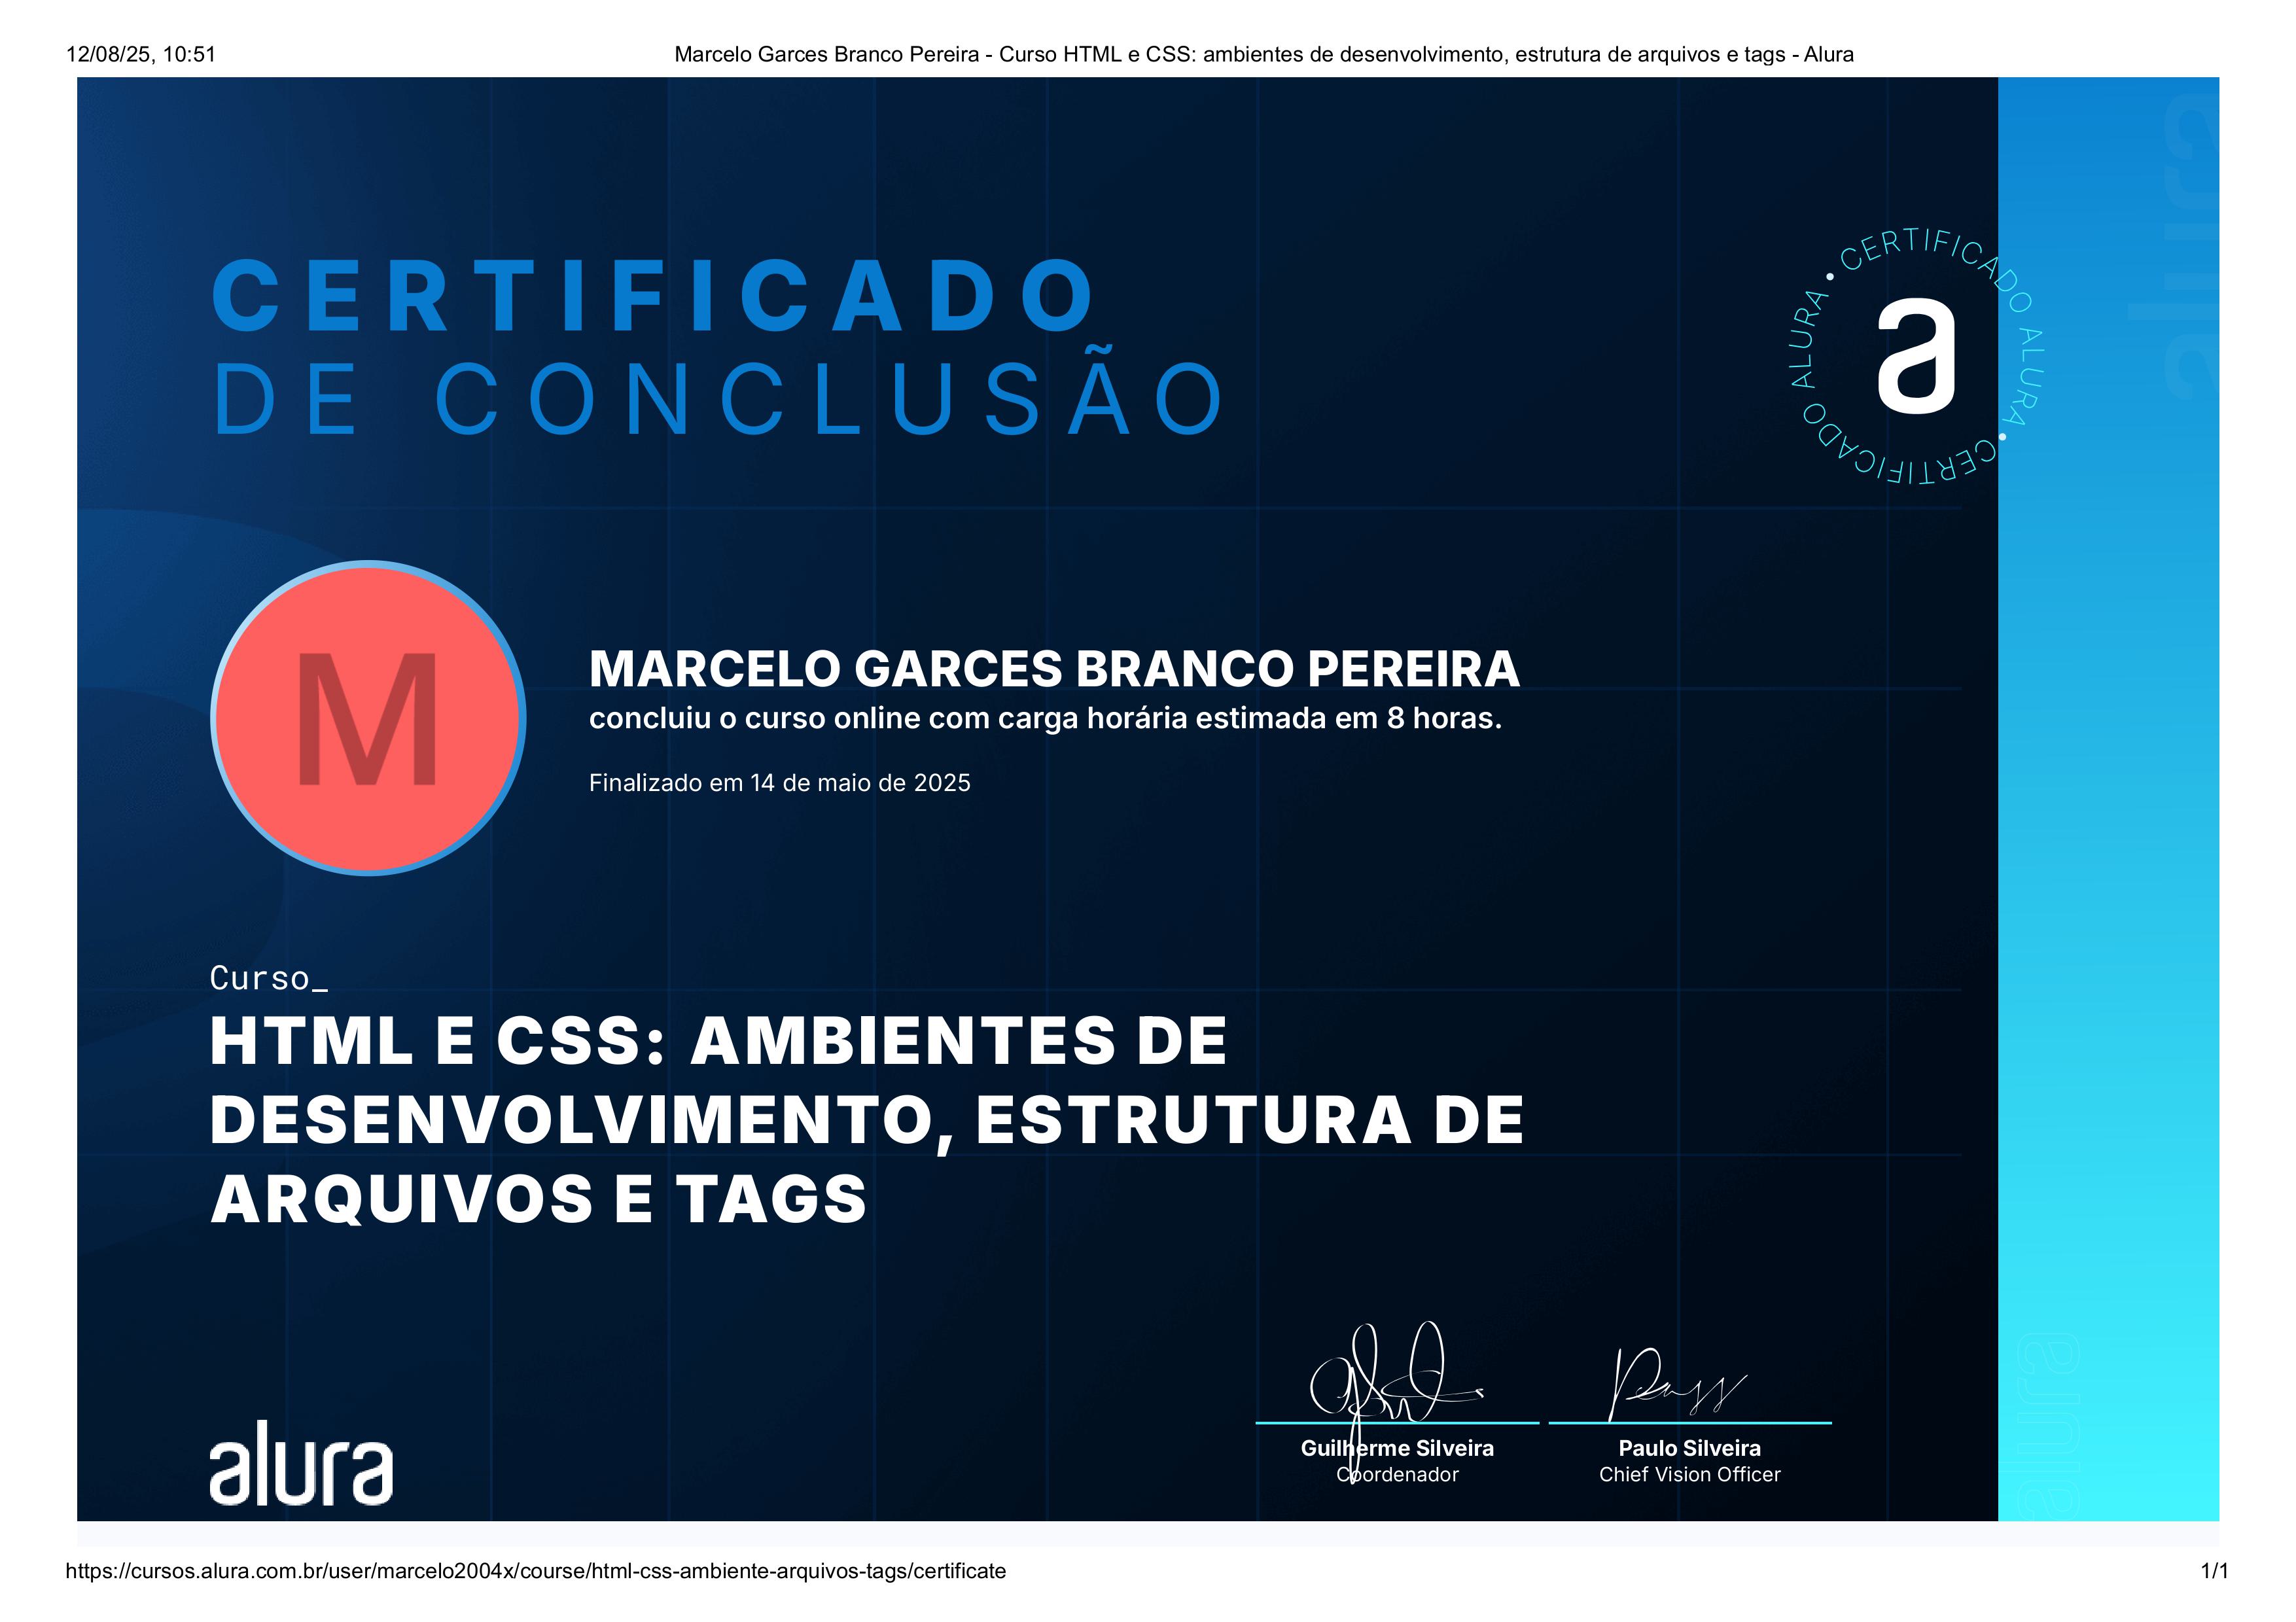 12/08/25, 10:51
Marcelo Garces Branco Pereira - Curso HTML e CSS: ambientes de desenvolvimento, estrutura de arquivos e tags - Alura
CERTIFICADO
DE CONCLUSÃO
CERTIFICADO ALURA • CERTIFICADO ALURA •
a
alura
M
MARCELO GARCES BRANCO PEREIRA
concluiu o curso online com carga horária estimada em 8 horas.
Finalizado em 14 de maio de 2025
Curso_
HTML E CSS: AMBIENTES DE
DESENVOLVIMENTO, ESTRUTURA DE
ARQUIVOS E TAGS
alura
Guilherme Silveira
Coordenador
Paulo Silveira
Chief Vision Officer
alura
https://cursos.alura.com.br/user/marcelo2004x/course/html-css-ambiente-arquivos-tags/certificate
1/1